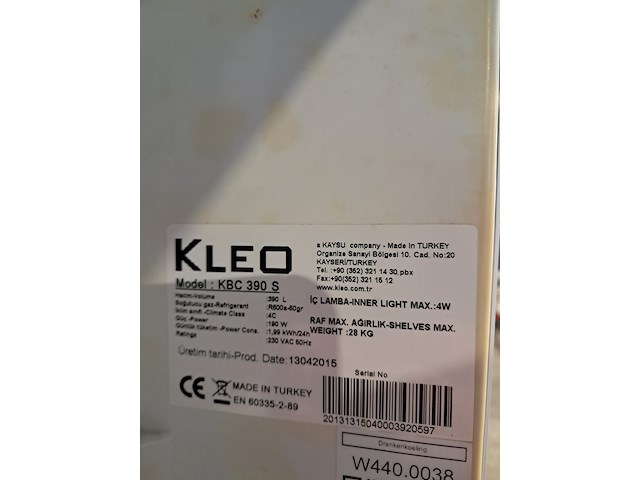 KLEO
Model : KBC 390 S
Hacim-Volume :390 L
Soğutucu gaz-Refrigerant :R600a-60gr
İklim sınıfı -Climate Class :4C
Güç -Power :190 W
Günlük tüketim -Power Cons. :1,99 kWh/24h
Ratings :230 VAC 50Hz
Üretim tarihi-Prod. Date:13042015
a KAYSU company - Made in TURKEY
Organize Sanayi Bölgesi 10. Cad. No:20
KAYSERİ/TURKEY
Tel. :+90 (352) 321 14 30 pbx
Fax:+90(352) 321 15 12
www.kleo.com.tr
İÇ LAMBA-INNER LIGHT MAX.:4W
RAF MAX. AĞIRLIK-SHELVES MAX.
WEIGHT :28 KG
CE MADE IN TURKEY
EN 60335-2-89
Serial No
20131315040003920597
Drankenkoeling
W440.0038